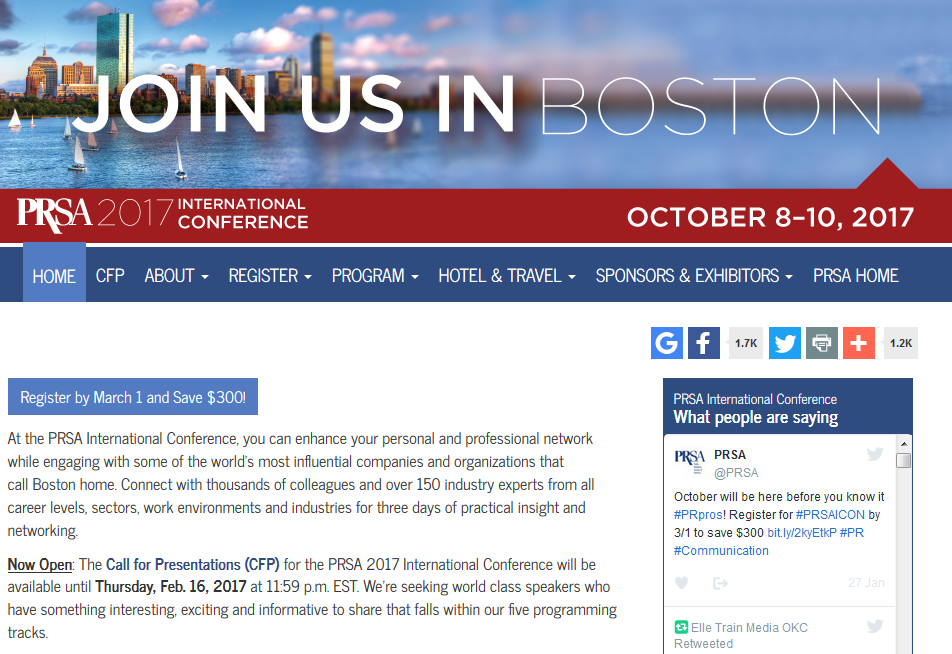 JOIN US IN BOSTON
PRSA 2017 INTERNATIONAL CONFERENCE
OCTOBER 8–10, 2017
HOME CFP ABOUT REGISTER PROGRAM HOTEL & TRAVEL SPONSORS & EXHIBITORS PRSA HOME
G f 1.7K 1.2K
Register by March 1 and Save $300!
At the PRSA International Conference, you can enhance your personal and professional network
while engaging with some of the world's most influential companies and organizations that
call Boston home. Connect with thousands of colleagues and over 150 industry experts from all
career levels, sectors, work environments and industries for three days of practical insight and
networking.
Now Open: The Call for Presentations (CFP) for the PRSA 2017 International Conference will be
available until Thursday, Feb. 16, 2017 at 11:59 p.m. EST. We're seeking world class speakers who
have something interesting, exciting and informative to share that falls within our five programming
tracks.
PRSA International Conference
What people are saying
PRSA PRSA
@PRSA
October will be here before you know it
#PRpros! Register for #PRSAICON by
3/1 to save $300 bit.ly/2kyEtkP #PR
#Communication
27 Jan
Elle Train Media OKC
Retweeted